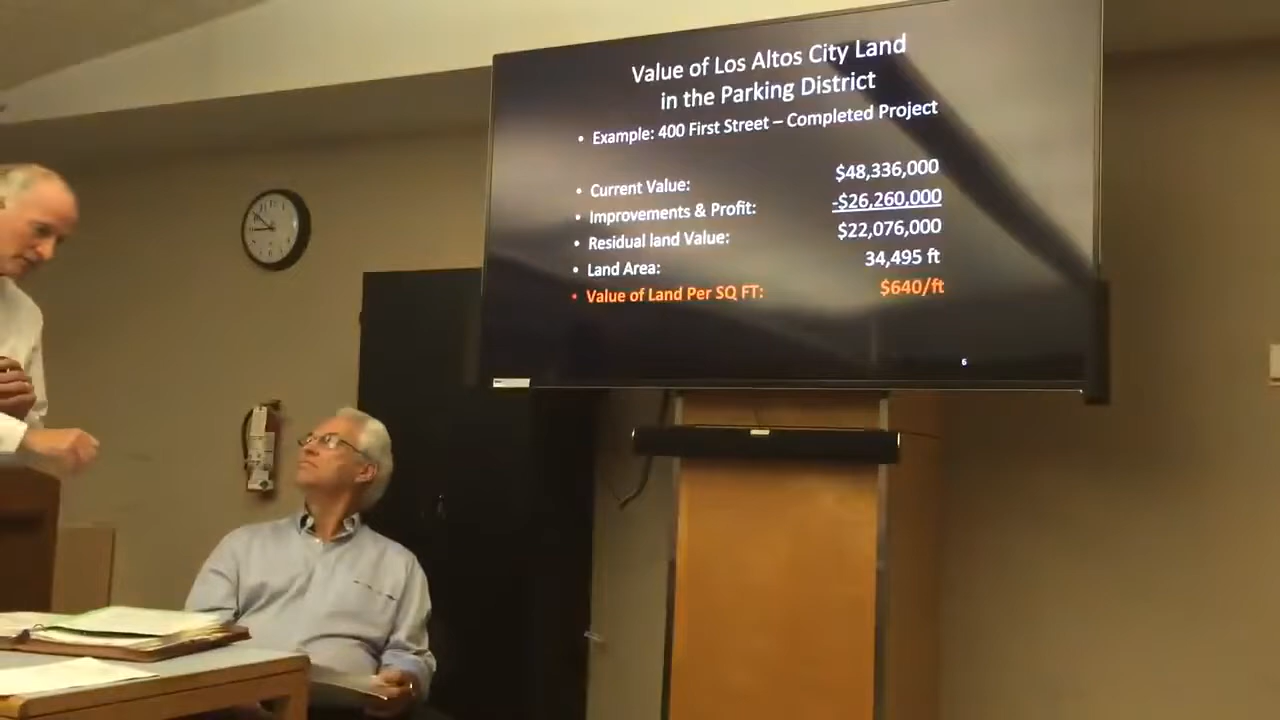 Value of Los Altos City Land
in the Parking District
• Example: 400 First Street – Completed Project
• Current Value: $48,336,000
• Improvements & Profit: -$26,260,000
• Residual land Value: $22,076,000
• Land Area: 34,495 ft
• Value of Land Per SQ FT: $640/ft
6